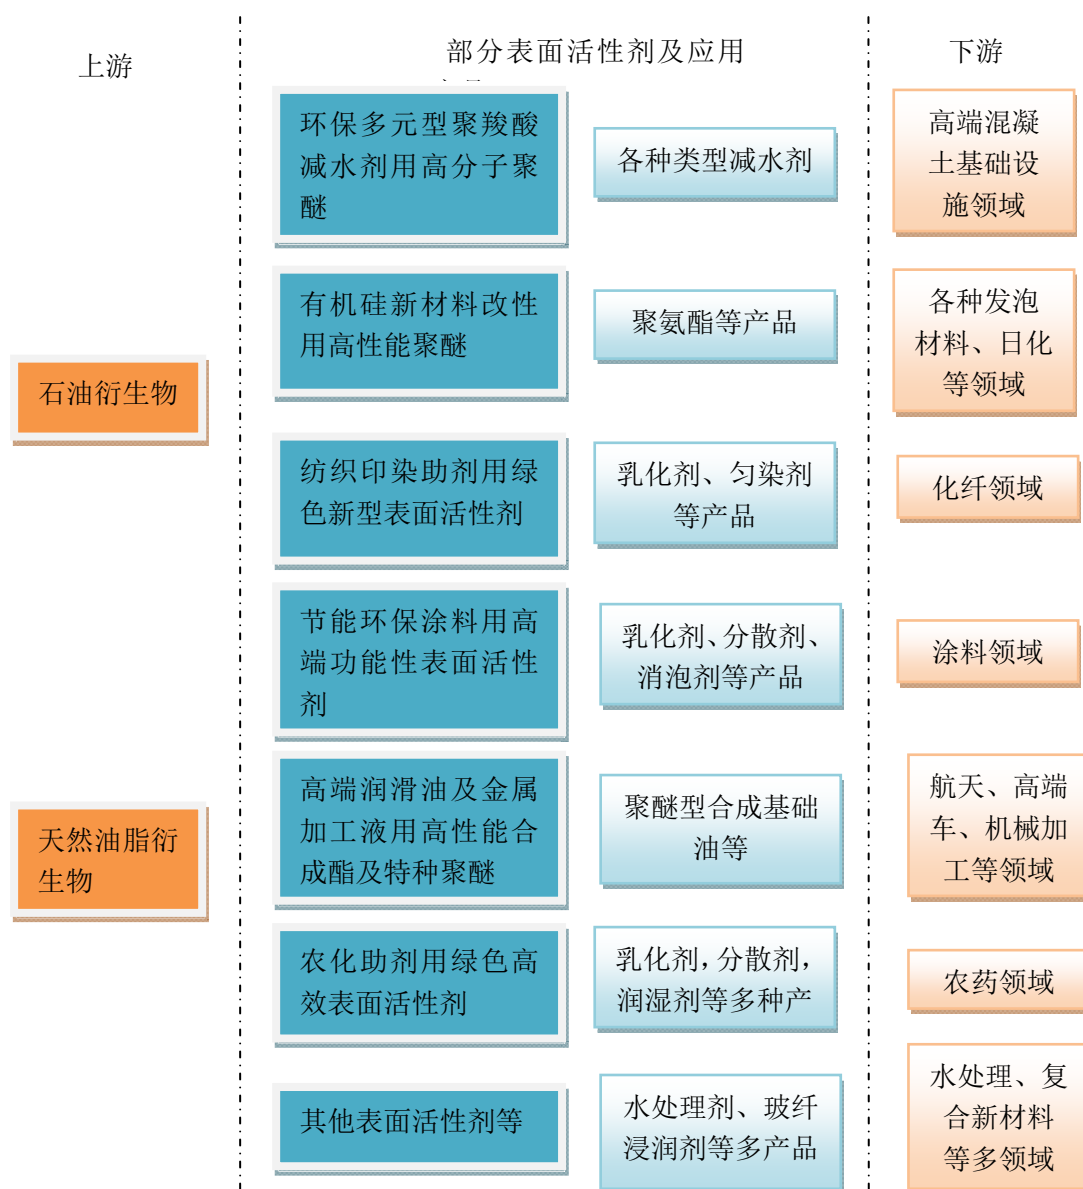 上游
部分表面活性剂及应用
下游
环保多元型聚羧酸
减水剂用高分子聚
醚
各种类型减水剂
高端混凝
土基础设
施领域
有机硅新材料改性
用高性能聚醚
聚氨酯等产品
各种发泡
材料、日化
等领域
石油衍生物
纺织印染助剂用绿
色新型表面活性剂
乳化剂、匀染剂
等产品
化纤领域
节能环保涂料用高
端功能性表面活性
剂
乳化剂、分散剂、
消泡剂等产品
涂料领域
天然油脂衍
生物
高端润滑油及金属
加工液用高性能合
成酯及特种聚醚
聚醚型合成基础
油等
航天、高端
车、机械加
工等领域
农化助剂用绿色高
效表面活性剂
乳化剂，分散剂，
润湿剂等多种产
农药领域
其他表面活性剂等
水处理剂、玻纤
浸润剂等多产品
水处理、复
合新材料
等多领域